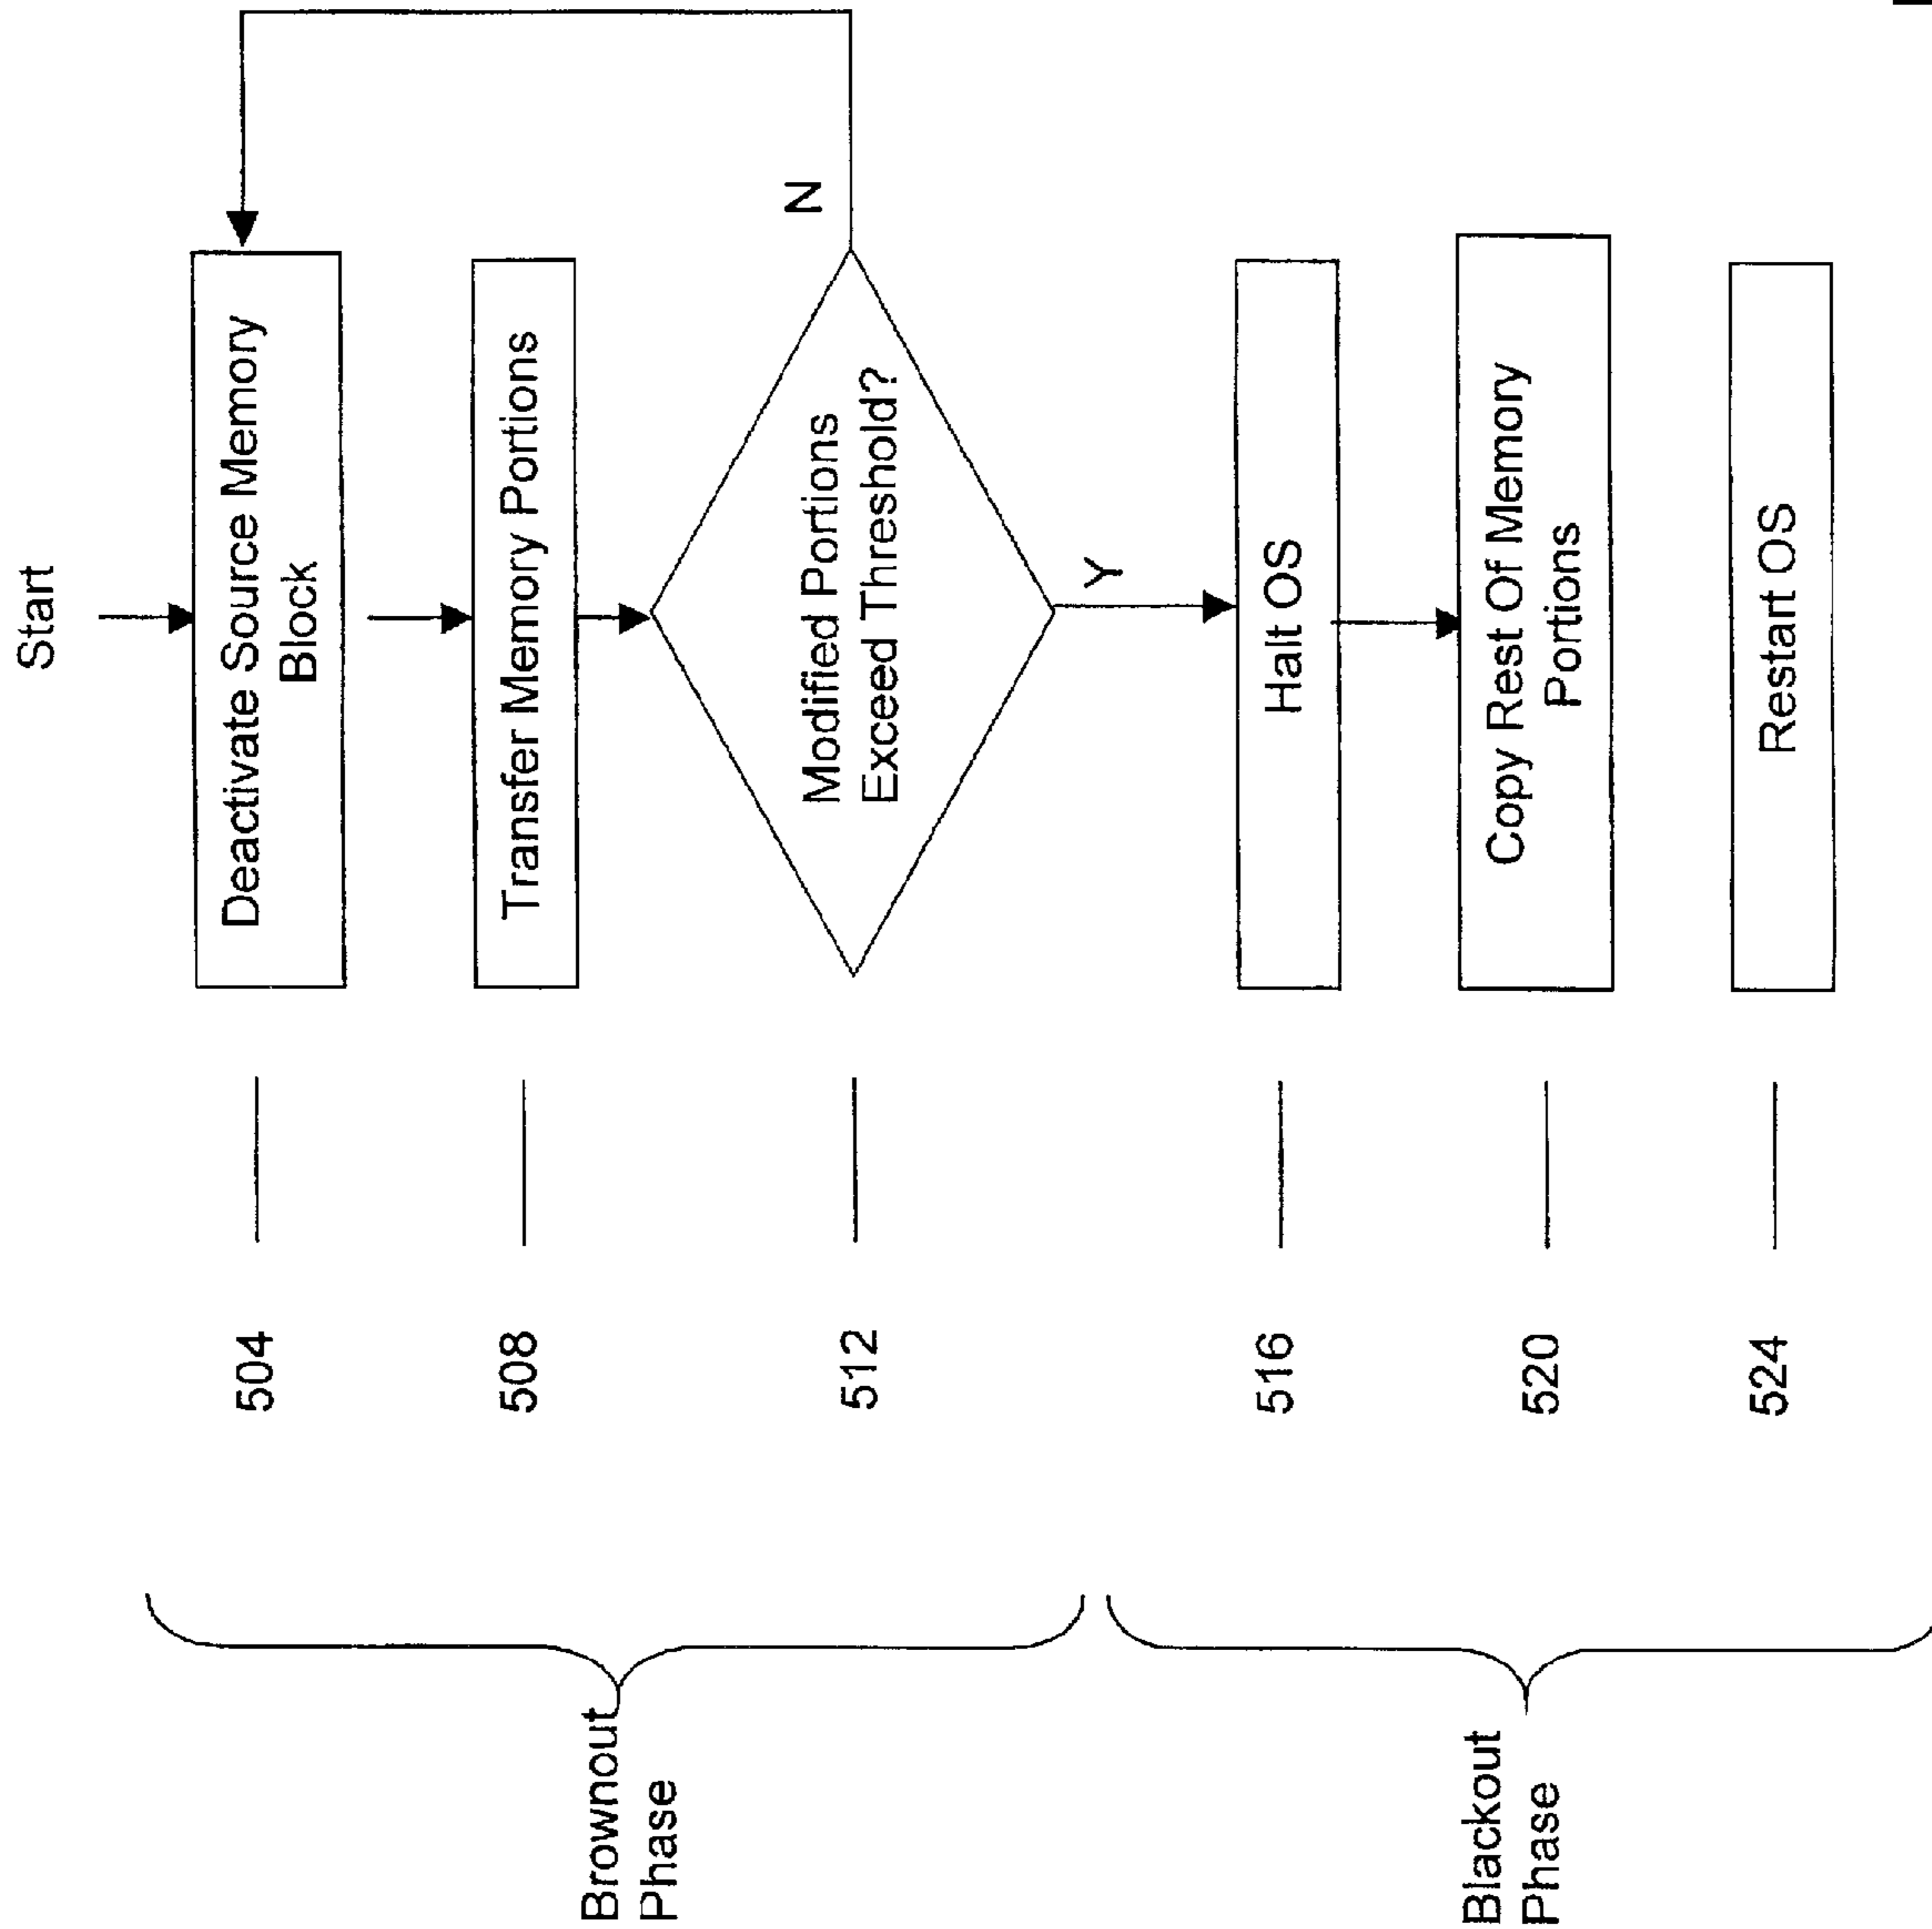 Start
504
Deactivate Source Memory
Block
508
Transfer Memory Portions
Brownout
Phase
512
Modified Portions
Exceed Threshold?
N
Y
516
Halt OS
520
Copy Rest Of Memory
Portions
Blackout
Phase
524
Restart OS